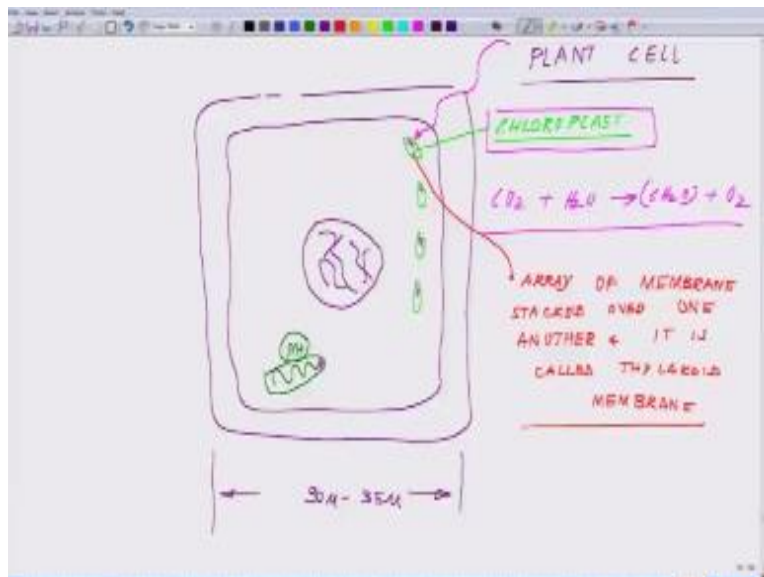 PLANT CELL
CHLOROPLAST
CO2 + H2O → (CH2O) + O2
ARRAY OF MEMBRANE
STACKED OVER ONE
ANOTHER & IT IS
CALLED THYLAKOID
MEMBRANE
30μ - 35μ